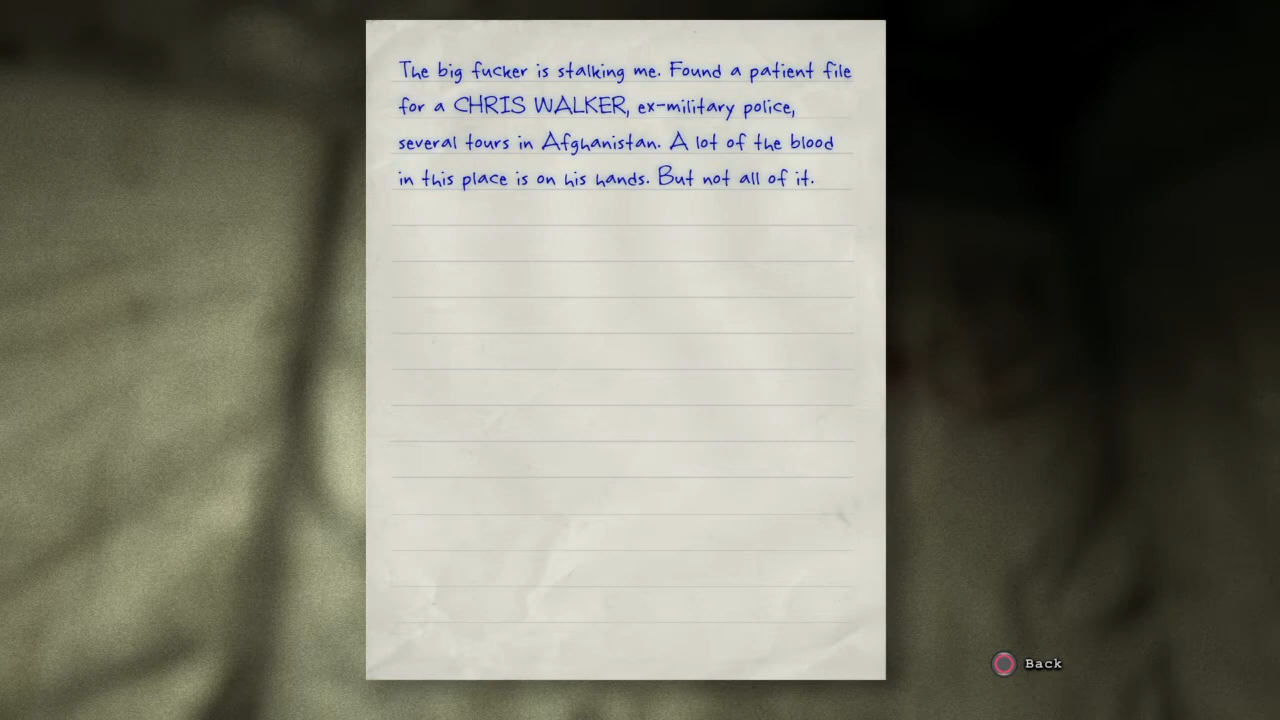 The big fucker is stalking me. Found a patient file
for a CHRIS WALKER, ex-military police,
several tours in Afghanistan. A lot of the blood
in this place is on his hands. But not all of it.
Back